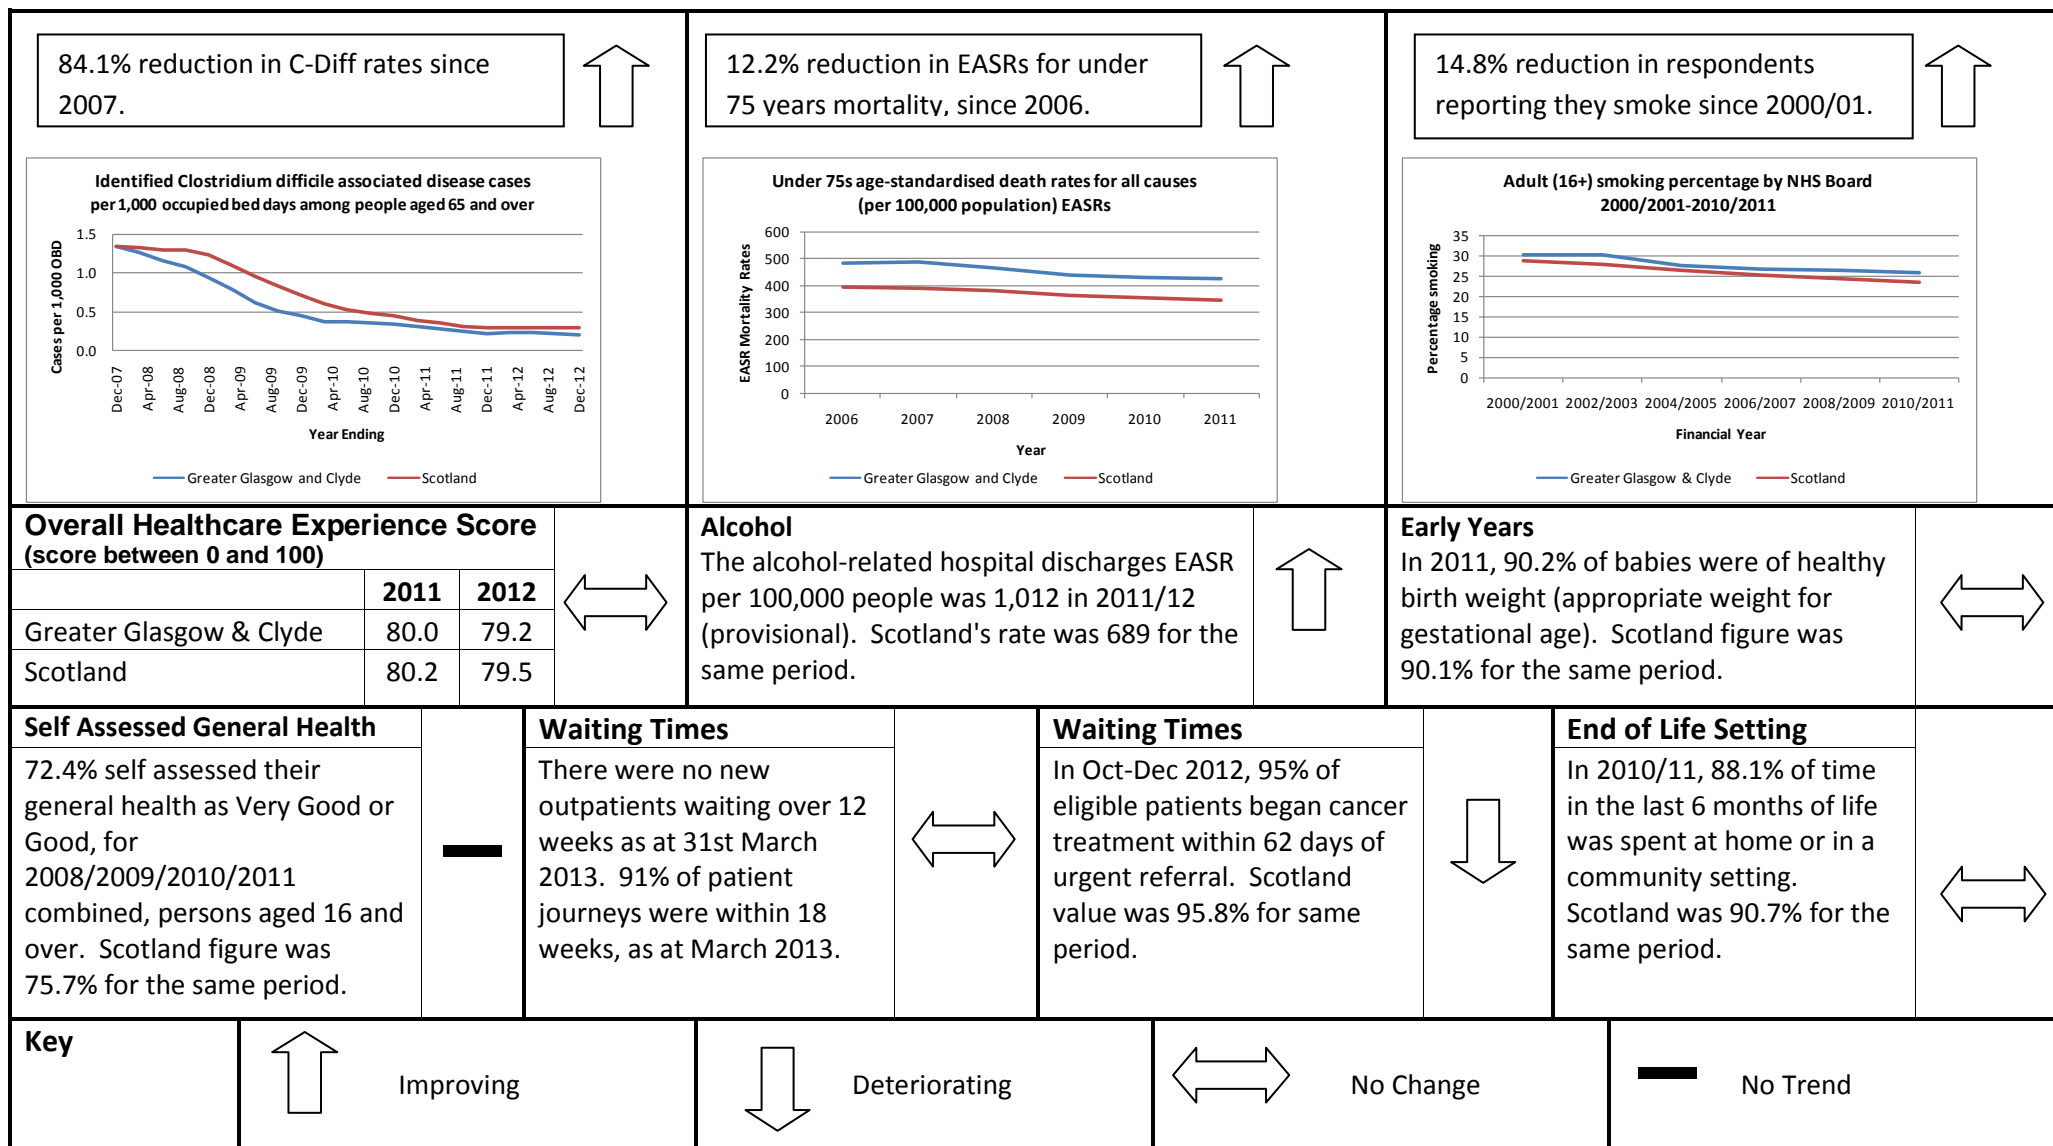 84.1% reduction in C-Diff rates since
2007.
12.2% reduction in EASRs for under
75 years mortality, since 2006.
14.8% reduction in respondents
reporting they smoke since 2000/01.
Identified Clostridium difficile associated disease cases
per 1,000 occupied bed days among people aged 65 and over
Cases per 1,000 OBD
1.5
1.0
0.5
0.0
Dec-07
Apr-08
Aug-08
Dec-08
Apr-09
Aug-09
Dec-09
Apr-10
Aug-10
Dec-10
Apr-11
Aug-11
Dec-11
Apr-12
Aug-12
Dec-12
Year Ending
Greater Glasgow and Clyde Scotland
Under 75s age-standardised death rates for all causes
(per 100,000 population) EASRs
EASR Mortality Rates
600
500
400
300
200
100
0
2006 2007 2008 2009 2010 2011
Year
Greater Glasgow and Clyde Scotland
Adult (16+) smoking percentage by NHS Board
2000/2001-2010/2011
Percentage smoking
35
30
25
20
15
10
5
0
2000/2001 2002/2003 2004/2005 2006/2007 2008/2009 2010/2011
Financial Year
Greater Glasgow & Clyde Scotland
Overall Healthcare Experience Score
(score between 0 and 100)
2011 2012
Greater Glasgow & Clyde 80.0 79.2
Scotland 80.2 79.5
Alcohol
The alcohol-related hospital discharges EASR
per 100,000 people was 1,012 in 2011/12
(provisional). Scotland's rate was 689 for the
same period.
Early Years
In 2011, 90.2% of babies were of healthy
birth weight (appropriate weight for
gestational age). Scotland figure was
90.1% for the same period.
Self Assessed General Health
72.4% self assessed their
general health as Very Good or
Good, for
2008/2009/2010/2011
combined, persons aged 16 and
over. Scotland figure was
75.7% for the same period.
Waiting Times
There were no new
outpatients waiting over 12
weeks as at 31st March
2013. 91% of patient
journeys were within 18
weeks, as at March 2013.
Waiting Times
In Oct-Dec 2012, 95% of
eligible patients began cancer
treatment within 62 days of
urgent referral. Scotland
value was 95.8% for same
period.
End of Life Setting
In 2010/11, 88.1% of time
in the last 6 months of life
was spent at home or in a
community setting.
Scotland was 90.7% for the
same period.
Key
Improving
Deteriorating
No Change
No Trend